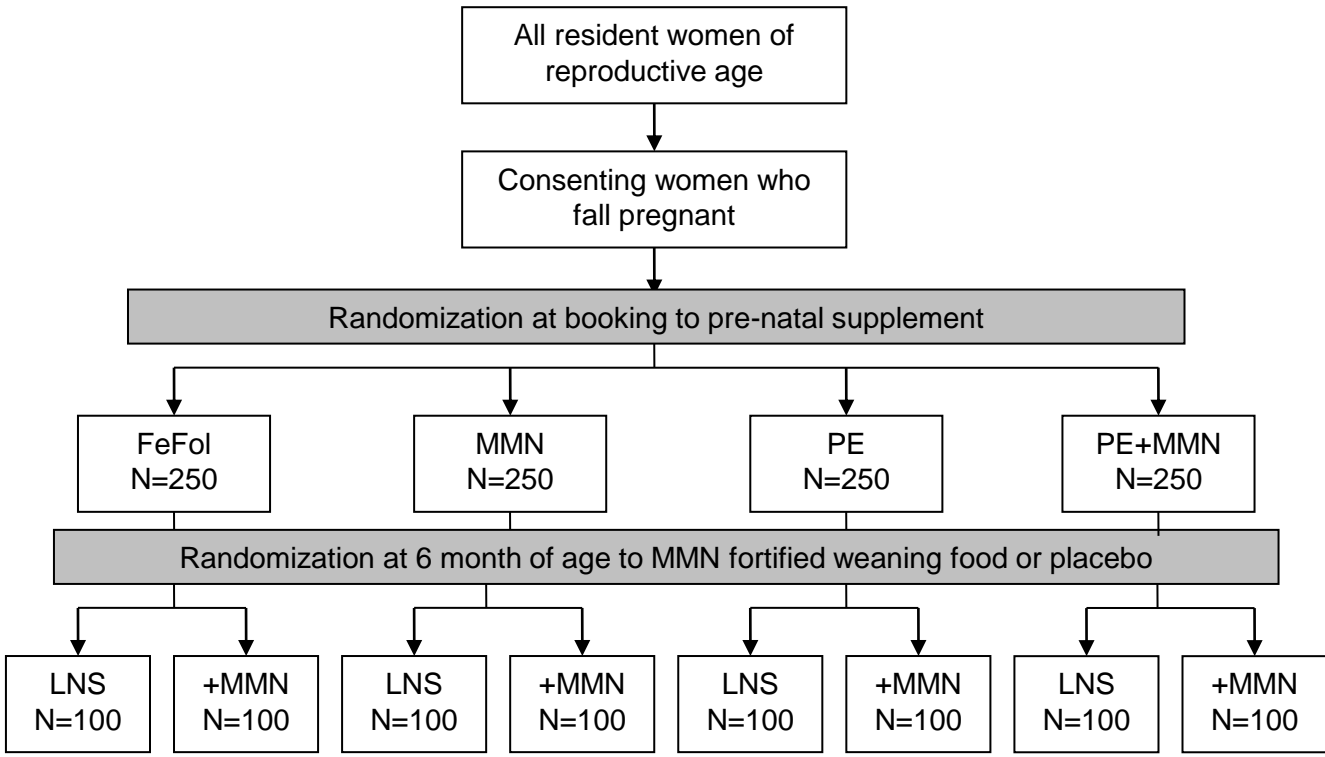 All resident women of
reproductive age
Consenting women who
fall pregnant
Randomization at booking to pre-natal supplement
FeFol
N=250
MMN
N=250
PE
N=250
PE+MMN
N=250
Randomization at 6 month of age to MMN fortified weaning food or placebo
LNS
N=100
+MMN
N=100
LNS
N=100
+MMN
N=100
LNS
N=100
+MMN
N=100
LNS
N=100
+MMN
N=100